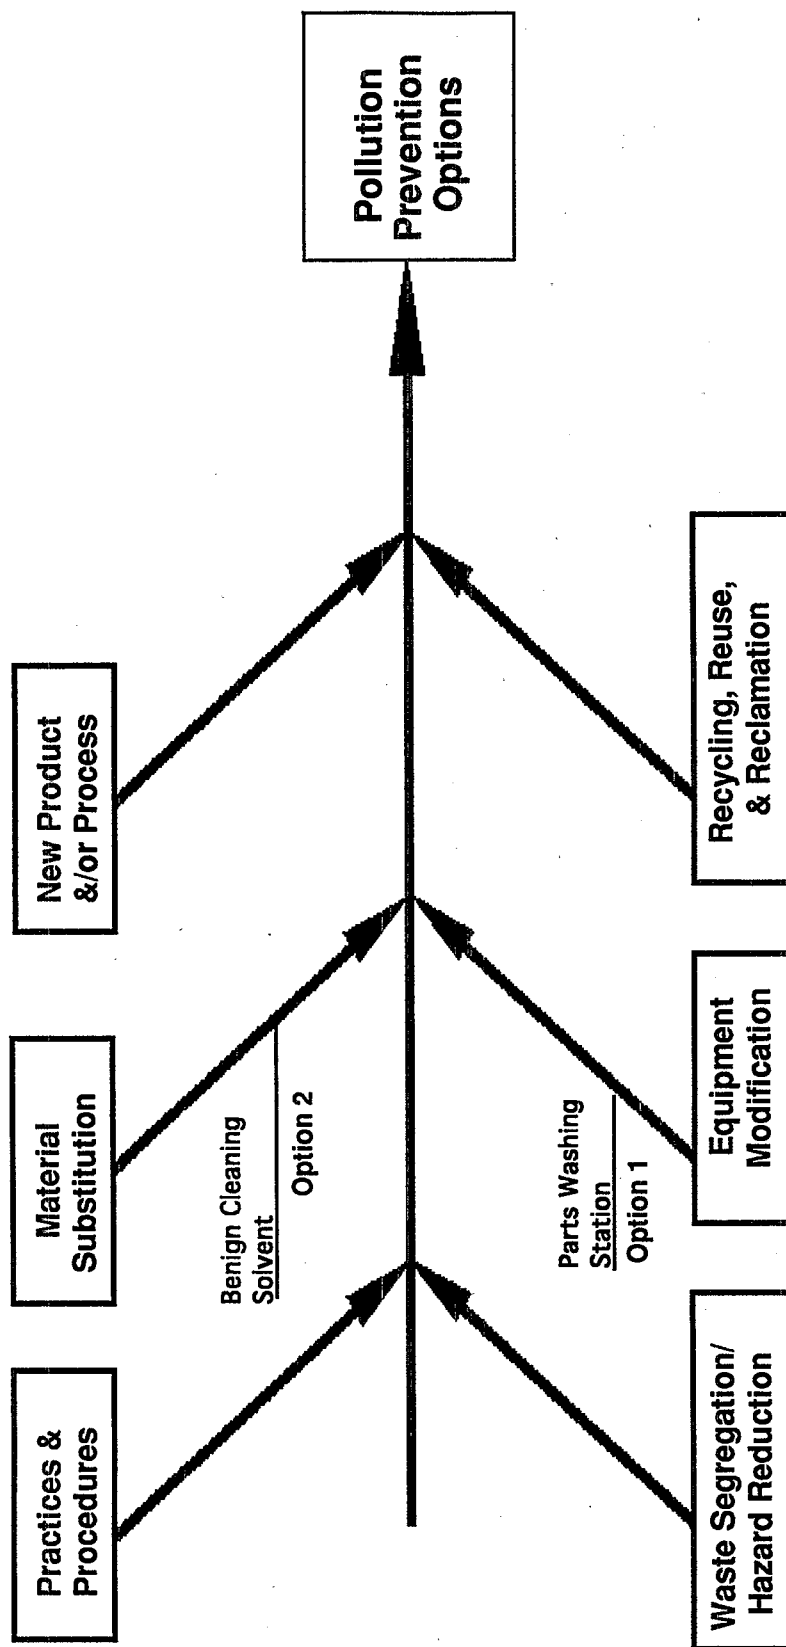 Practices &
Procedures
Material
Substitution
New Product
&/or Process
Pollution
Prevention
Options
Benign Cleaning
Solvent
Option 2
Parts Washing
Station
Option 1
Waste Segregation/
Hazard Reduction
Equipment
Modification
Recycling, Reuse,
& Reclamation